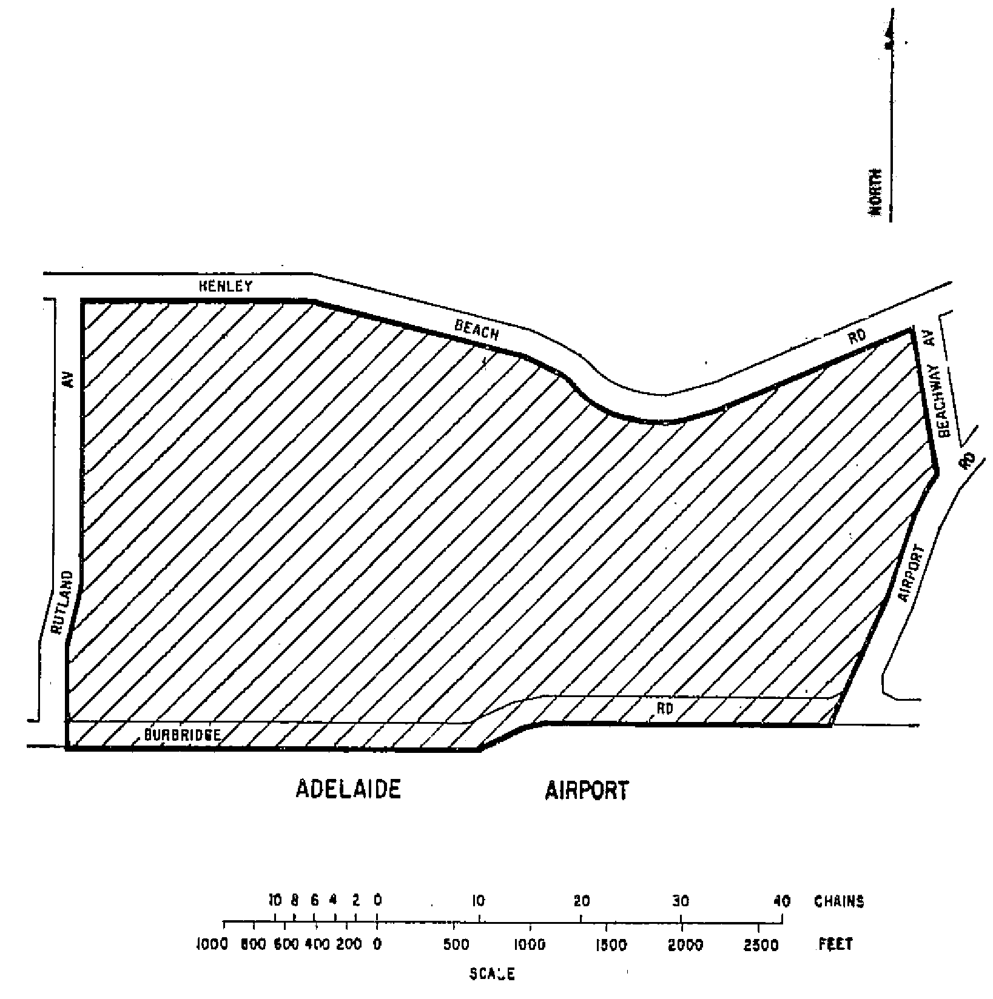 NORTH
HENLEY BEACH RD
AV
BEACHWAY
RD
AV
RUTLAND
AIRPORT
RD
BURBRIDGE
ADELAIDE AIRPORT
10 8 6 4 2 0 10 20 30 40 CHAINS
1000 800 600 400 200 0 500 1000 1500 2000 2500 FEET
SCALE